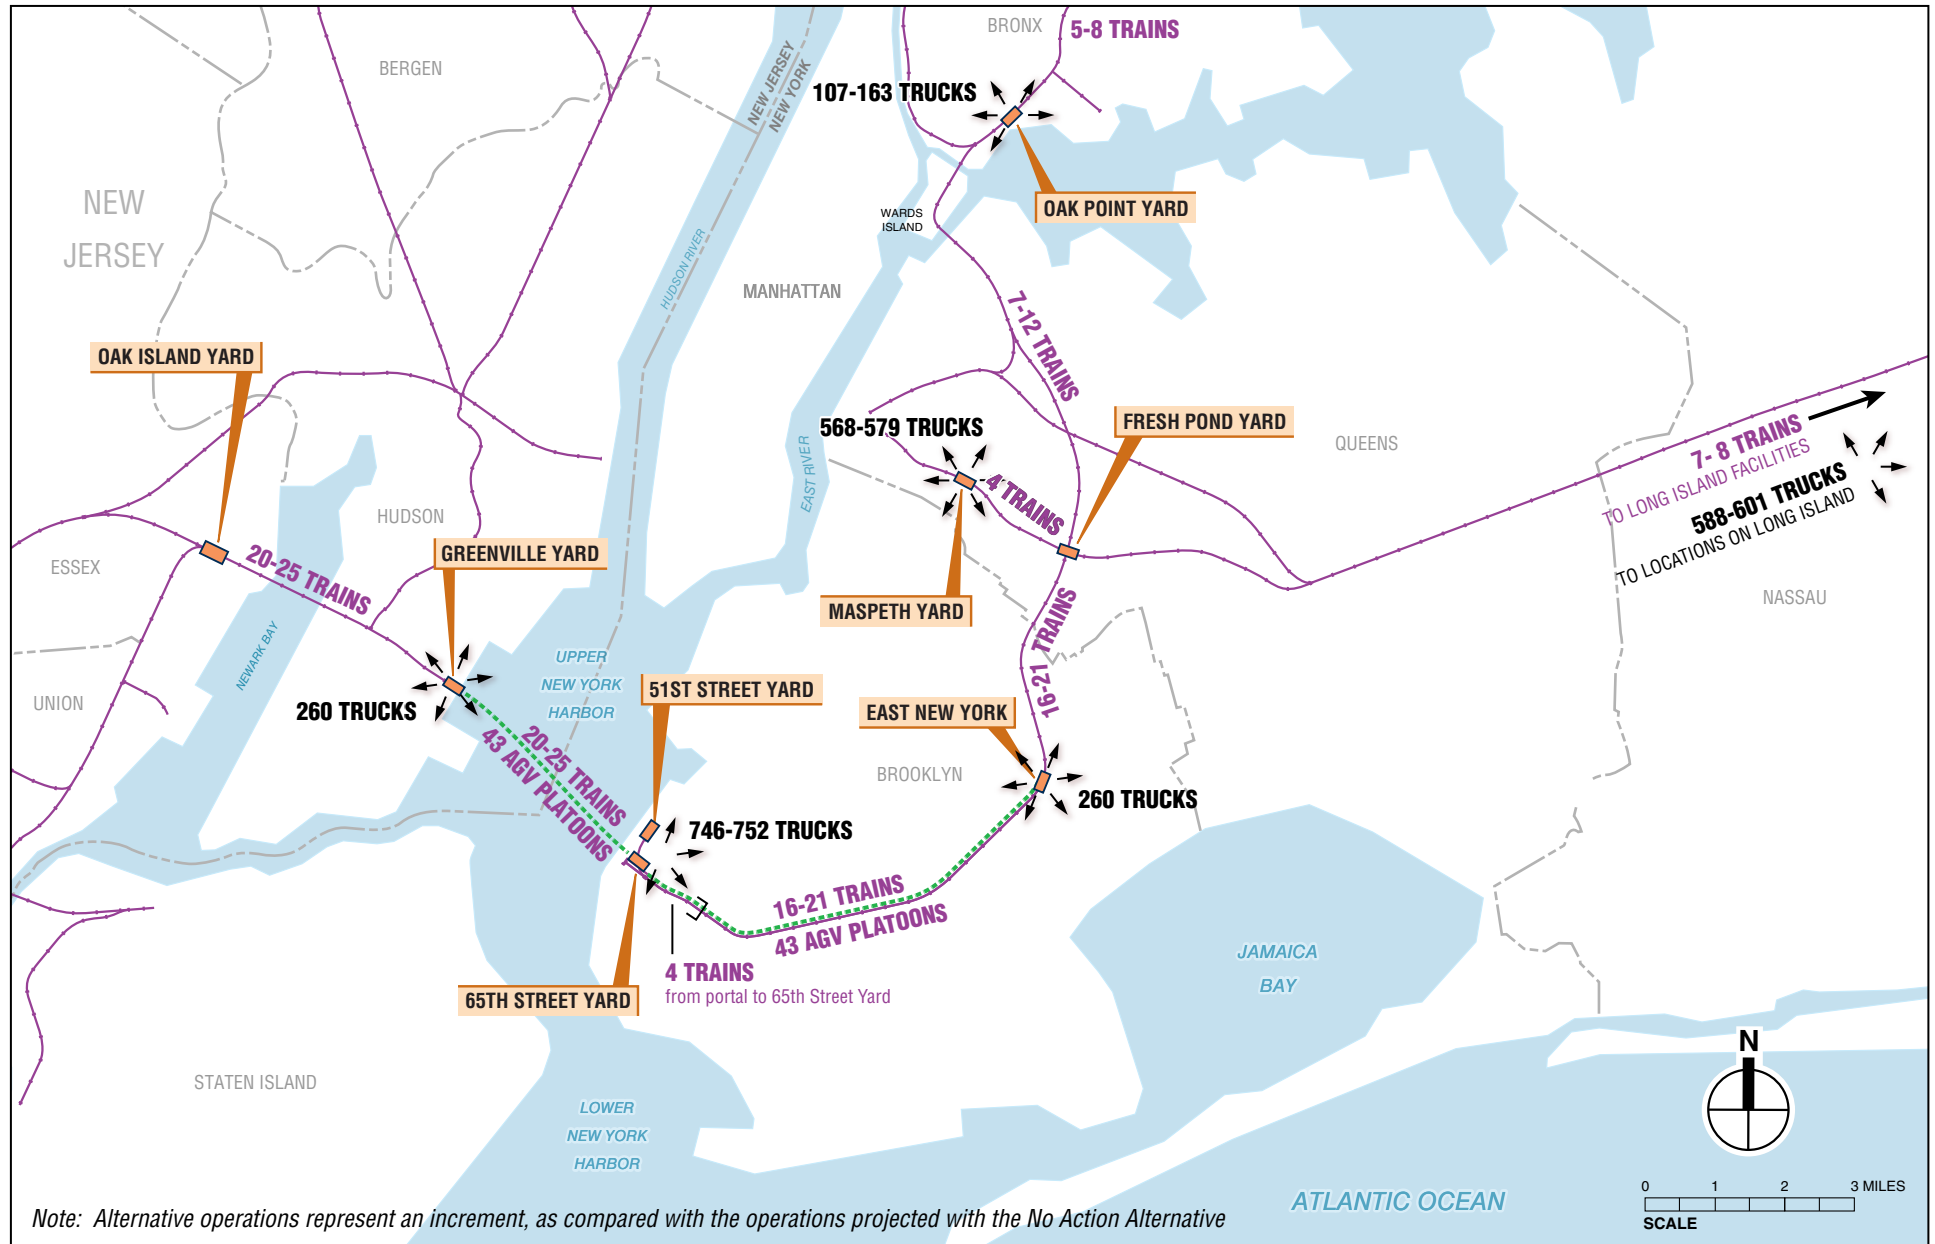 BRONX
5-8 TRAINS
BERGEN
NEW JERSEY
NEW YORK
107-163 TRUCKS
NEW
JERSEY
OAK POINT YARD
WARDS
ISLAND
HUDSON RIVER
MANHATTAN
7-12 TRAINS
OAK ISLAND YARD
568-579 TRUCKS
FRESH POND YARD
QUEENS
7- 8 TRAINS
TO LONG ISLAND FACILITIES
588-601 TRUCKS
TO LOCATIONS ON LONG ISLAND
EAST RIVER
4 TRAINS
HUDSON
GREENVILLE YARD
ESSEX
20-25 TRAINS
MASPETH YARD
NASSAU
16-21 TRAINS
NEWARK BAY
UPPER
NEW YORK
HARBOR
51ST STREET YARD
UNION
260 TRUCKS
EAST NEW YORK
20-25 TRAINS
43 AGV PLATOONS
BROOKLYN
260 TRUCKS
746-752 TRUCKS
16-21 TRAINS
43 AGV PLATOONS
JAMAICA
BAY
4 TRAINS
from portal to 65th Street Yard
65TH STREET YARD
STATEN ISLAND
N
LOWER
NEW YORK
HARBOR
ATLANTIC OCEAN
0 1 2 3 MILES
SCALE
Note: Alternative operations represent an increment, as compared with the operations projected with the No Action Alternative